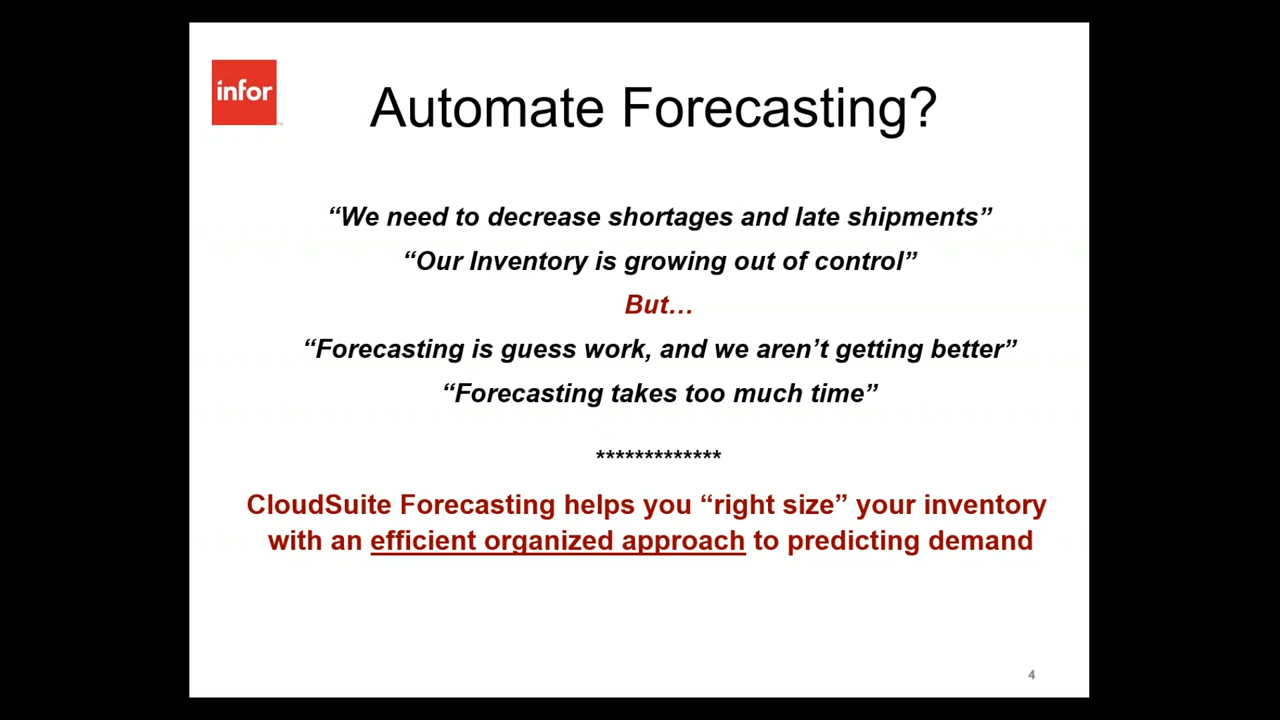 infor
Automate Forecasting?
“We need to decrease shortages and late shipments”
“Our Inventory is growing out of control”
But…
“Forecasting is guess work, and we aren’t getting better”
“Forecasting takes too much time”
*************
CloudSuite Forecasting helps you “right size” your inventory
with an efficient organized approach to predicting demand
4